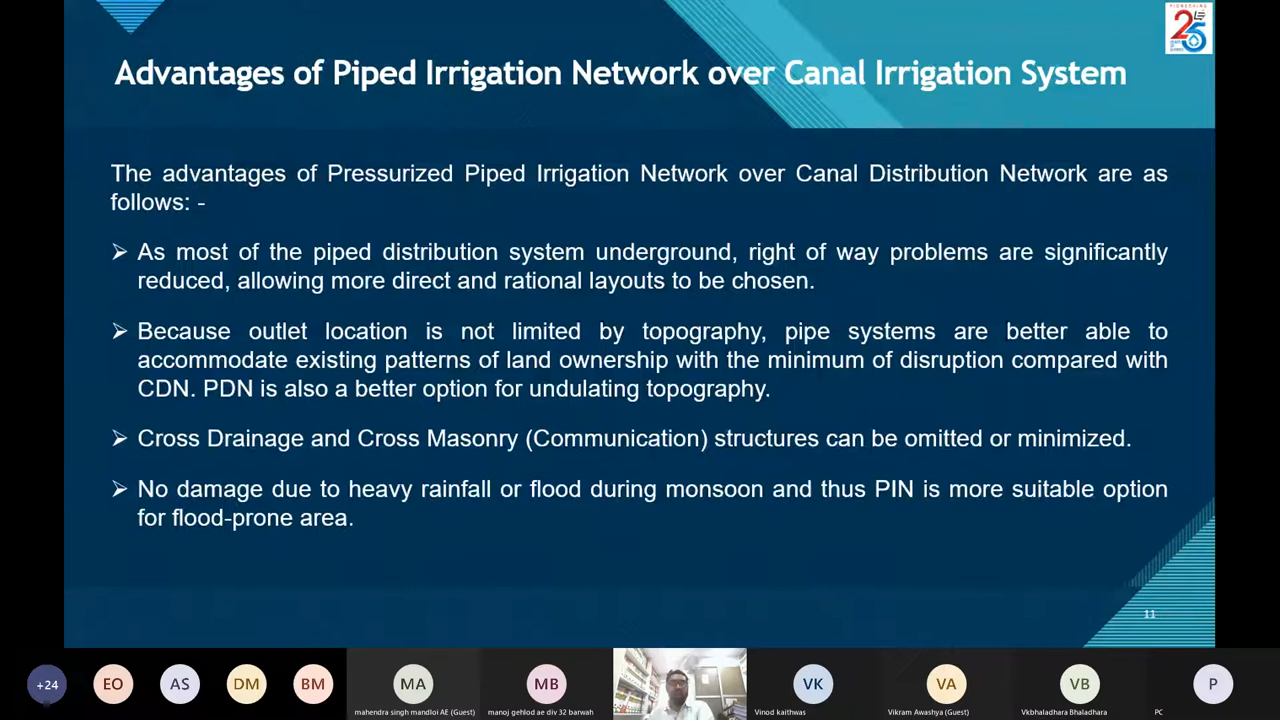 PIONEERING
25
Advantages of Piped Irrigation Network over Canal Irrigation System
The advantages of Pressurized Piped Irrigation Network over Canal Distribution Network are as
follows: -
➢ As most of the piped distribution system underground, right of way problems are significantly
reduced, allowing more direct and rational layouts to be chosen.
➢ Because outlet location is not limited by topography, pipe systems are better able to
accommodate existing patterns of land ownership with the minimum of disruption compared with
CDN. PDN is also a better option for undulating topography.
➢ Cross Drainage and Cross Masonry (Communication) structures can be omitted or minimized.
➢ No damage due to heavy rainfall or flood during monsoon and thus PIN is more suitable option
for flood-prone area.
11
+24 EO AS DM BM MA MB VK VA VB P
mahendra singh mandloi AE (Guest) manoj gehlod ae div 32 barwah Vinod kaithwas Vikram Awashya (Guest) Vkbhaladhara Bhaladhara PC